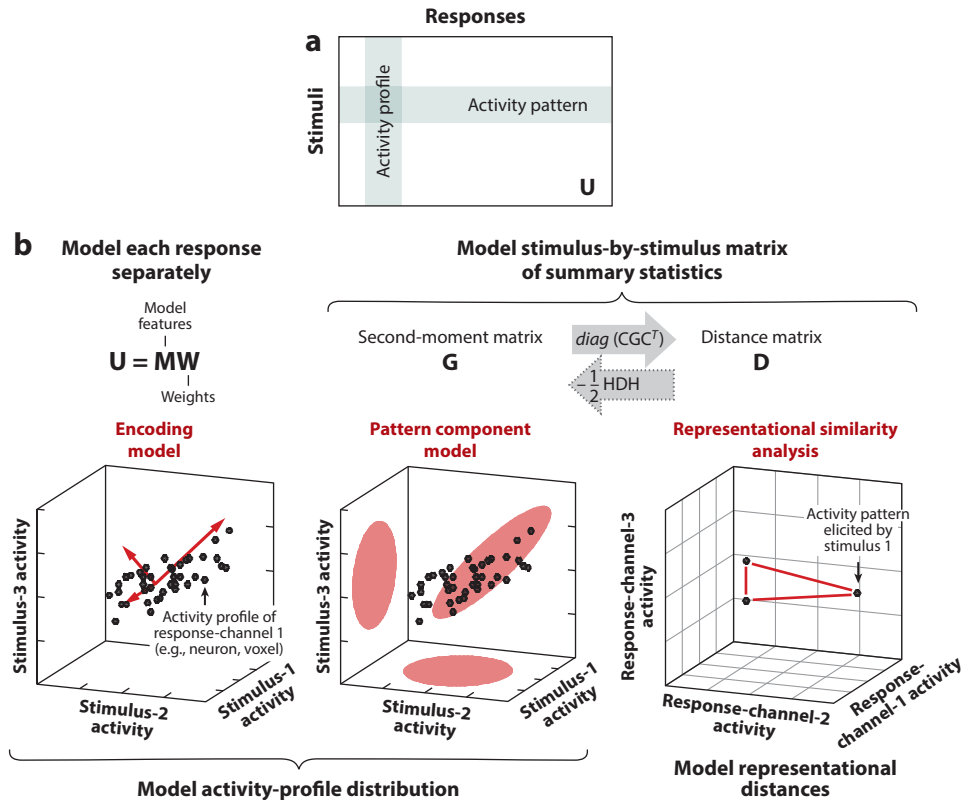 Responses
a
Stimuli
Activity profile
Activity pattern
U
b
Model each response
separately
Model stimulus-by-stimulus matrix
of summary statistics
Model
features
U = MW
Weights
Second-moment matrix
G
diag (CGC^T)
−1/2 HDH
Distance matrix
D
Encoding
model
Pattern component
model
Representational similarity
analysis
Stimulus-3 activity
Activity profile of
response-channel 1
(e.g., neuron, voxel)
Stimulus-2
activity
Stimulus-1
activity
Stimulus-3 activity
Stimulus-2
activity
Stimulus-1
activity
Response-channel-3
activity
Activity pattern
elicited by
stimulus 1
Response-channel-2
activity
Response-
channel-1 activity
Model activity-profile distribution
Model representational
distances